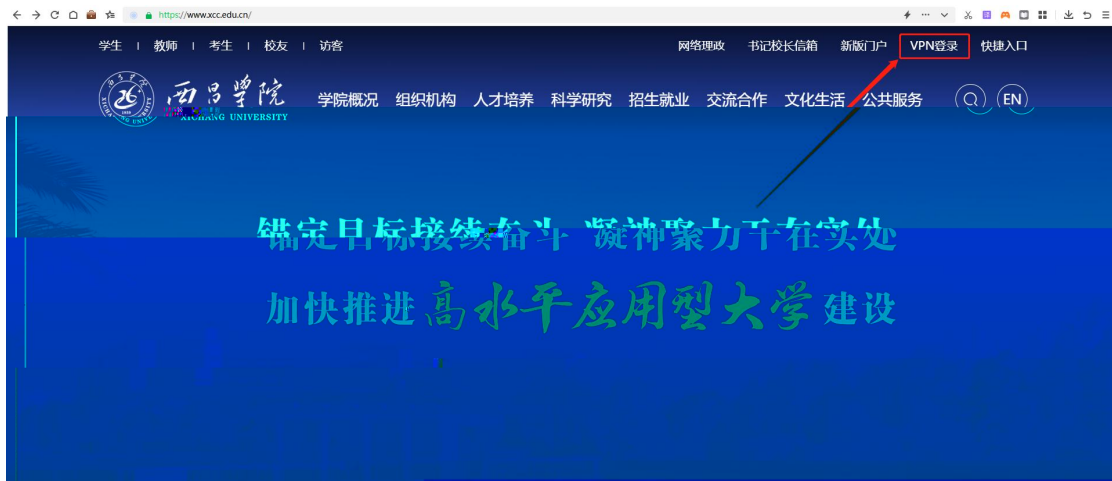 https://www.xcc.edu.cn/
学生 | 教师 | 考生 | 校友 | 访客
网络理政 书记校长信箱 新版门户 VPN登录 快捷入口
西昌学院
XICHANG UNIVERSITY
学院概况 组织机构 人才培养 科学研究 招生就业 交流合作 文化生活 公共服务 EN
锚定目标接续奋斗 凝神聚力干在实处
加快推进高水平应用型大学建设